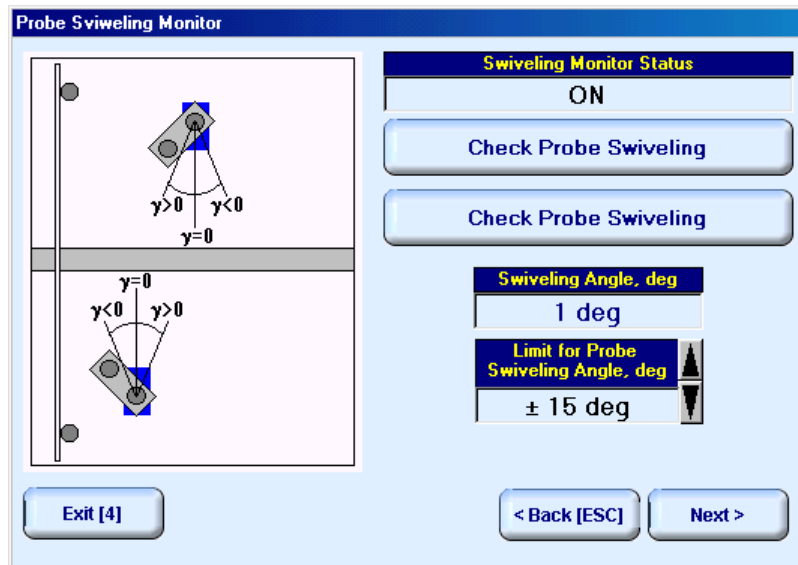 Probe Sviweling Monitor
γ>0 γ<0
γ=0
γ=0
γ<0 γ>0
Swiveling Monitor Status
ON
Check Probe Swiveling
Check Probe Swiveling
Swiveling Angle, deg
1 deg
Limit for Probe
Swiveling Angle, deg
± 15 deg
Exit [4]
< Back [ESC]
Next >